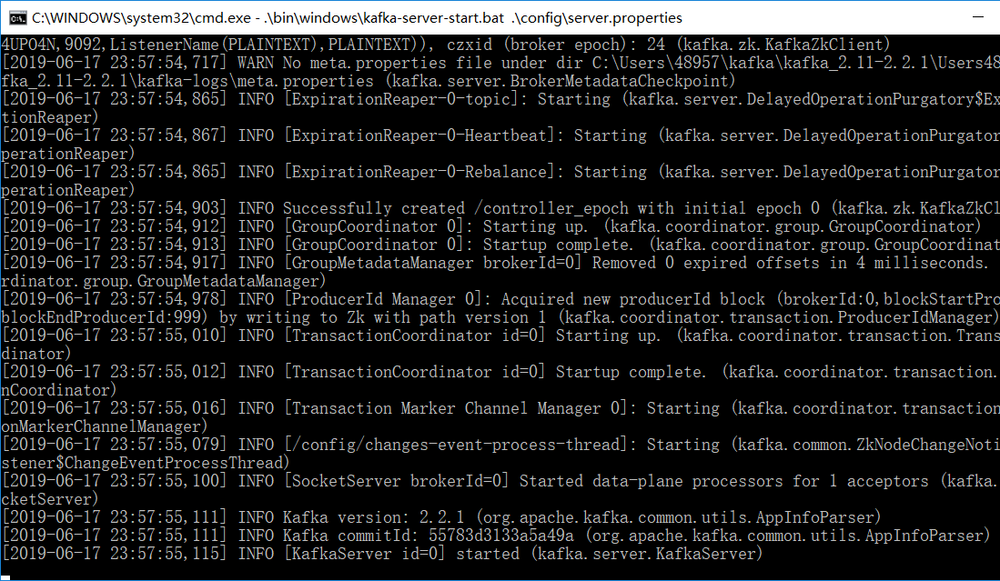 C:\WINDOWS\system32\cmd.exe - .\bin\windows\kafka-server-start.bat .\config\server.properties
4UPO4N,9092,ListenerName(PLAINTEXT),PLAINTEXT)), czxid (broker epoch): 24 (kafka.zk.KafkaZkClient)
[2019-06-17 23:57:54,717] WARN No meta.properties file under dir C:\Users\48957\kafka\kafka_2.11-2.2.1\Users48
fka_2.11-2.2.1\kafka-logs\meta.properties (kafka.server.BrokerMetadataCheckpoint)
[2019-06-17 23:57:54,865] INFO [ExpirationReaper-0-topic]: Starting (kafka.server.DelayedOperationPurgatory$Ex
tionReaper)
[2019-06-17 23:57:54,867] INFO [ExpirationReaper-0-Heartbeat]: Starting (kafka.server.DelayedOperationPurgator
perationReaper)
[2019-06-17 23:57:54,865] INFO [ExpirationReaper-0-Rebalance]: Starting (kafka.server.DelayedOperationPurgator
perationReaper)
[2019-06-17 23:57:54,903] INFO Successfully created /controller_epoch with initial epoch 0 (kafka.zk.KafkaZkCl
[2019-06-17 23:57:54,912] INFO [GroupCoordinator 0]: Starting up. (kafka.coordinator.group.GroupCoordinator)
[2019-06-17 23:57:54,913] INFO [GroupCoordinator 0]: Startup complete. (kafka.coordinator.group.GroupCoordinat
[2019-06-17 23:57:54,917] INFO [GroupMetadataManager brokerId=0] Removed 0 expired offsets in 4 milliseconds.
rdinator.group.GroupMetadataManager)
[2019-06-17 23:57:54,978] INFO [ProducerId Manager 0]: Acquired new producerId block (brokerId:0,blockStartPro
blockEndProducerId:999) by writing to Zk with path version 1 (kafka.coordinator.transaction.ProducerIdManager)
[2019-06-17 23:57:55,010] INFO [TransactionCoordinator id=0] Starting up. (kafka.coordinator.transaction.Trans
dinator)
[2019-06-17 23:57:55,012] INFO [TransactionCoordinator id=0] Startup complete. (kafka.coordinator.transaction.
nCoordinator)
[2019-06-17 23:57:55,016] INFO [Transaction Marker Channel Manager 0]: Starting (kafka.coordinator.transaction
onMarkerChannelManager)
[2019-06-17 23:57:55,079] INFO [/config/changes-event-process-thread]: Starting (kafka.common.ZkNodeChangeNoti
stener$ChangeEventProcessThread)
[2019-06-17 23:57:55,100] INFO [SocketServer brokerId=0] Started data-plane processors for 1 acceptors (kafka.
cketServer)
[2019-06-17 23:57:55,111] INFO Kafka version: 2.2.1 (org.apache.kafka.common.utils.AppInfoParser)
[2019-06-17 23:57:55,111] INFO Kafka commitId: 55783d3133a5a49a (org.apache.kafka.common.utils.AppInfoParser)
[2019-06-17 23:57:55,115] INFO [KafkaServer id=0] started (kafka.server.KafkaServer)